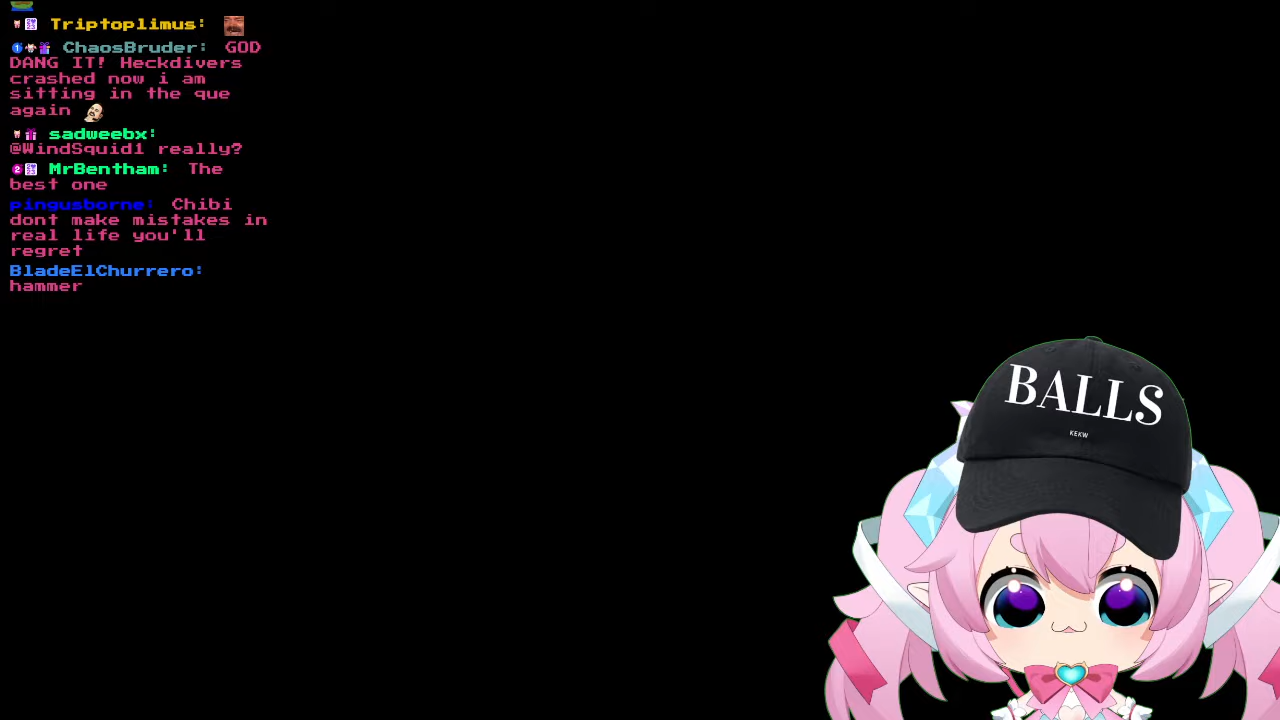 Triptoplimus:
ChaosBruder: GOD
DANG IT! Heckdivers
crashed now i am
sitting in the que
again
sadweebx:
@WindSquid1 really?
MrBentham: The
best one
pingusborne: Chibi
dont make mistakes in
real life you'll
regret
BladeElChurrero:
hammer
BALLS
KEKW